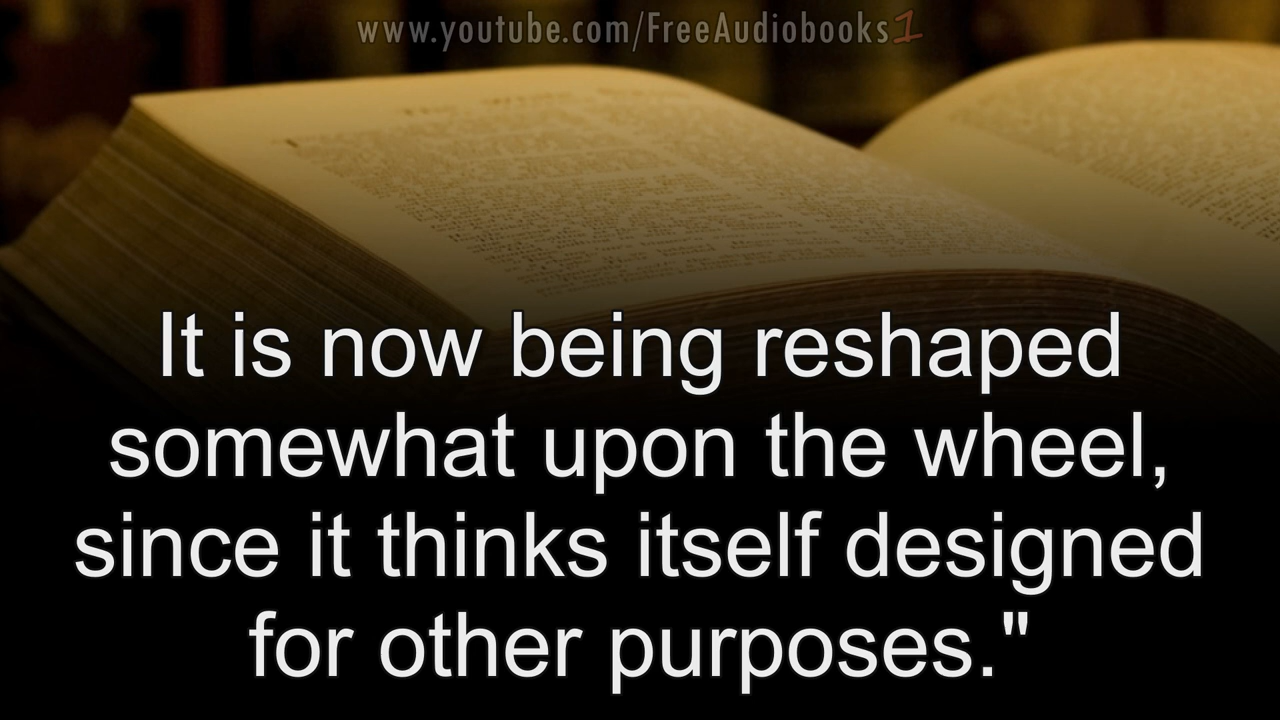 www.youtube.com/FreeAudiobooks1
It is now being reshaped
somewhat upon the wheel,
since it thinks itself designed
for other purposes."